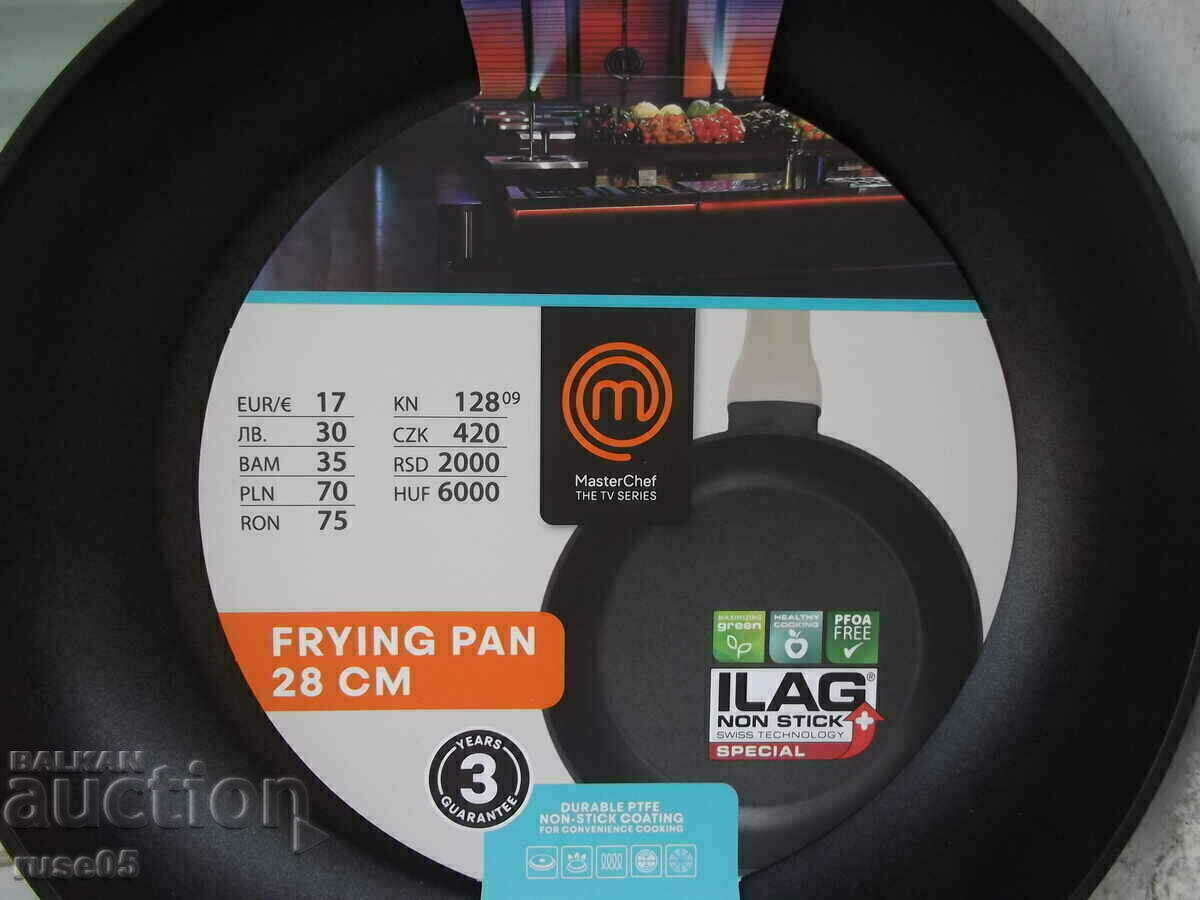 EUR/€ 17
ЛВ. 30
BAM 35
PLN 70
RON 75
KN 128⁰⁹
CZK 420
RSD 2000
HUF 6000
m
MasterChef
THE TV SERIES
FRYING PAN
28 CM
MAXIMIZING
green
HEALTHY
COOKING
PFOA
FREE
ILAG®
NON STICK
SWISS TECHNOLOGY
SPECIAL
YEARS
3
GUARANTEE
DURABLE PTFE
NON-STICK COATING
FOR CONVENIENCE COOKING
BALKAN
auction
yuse05